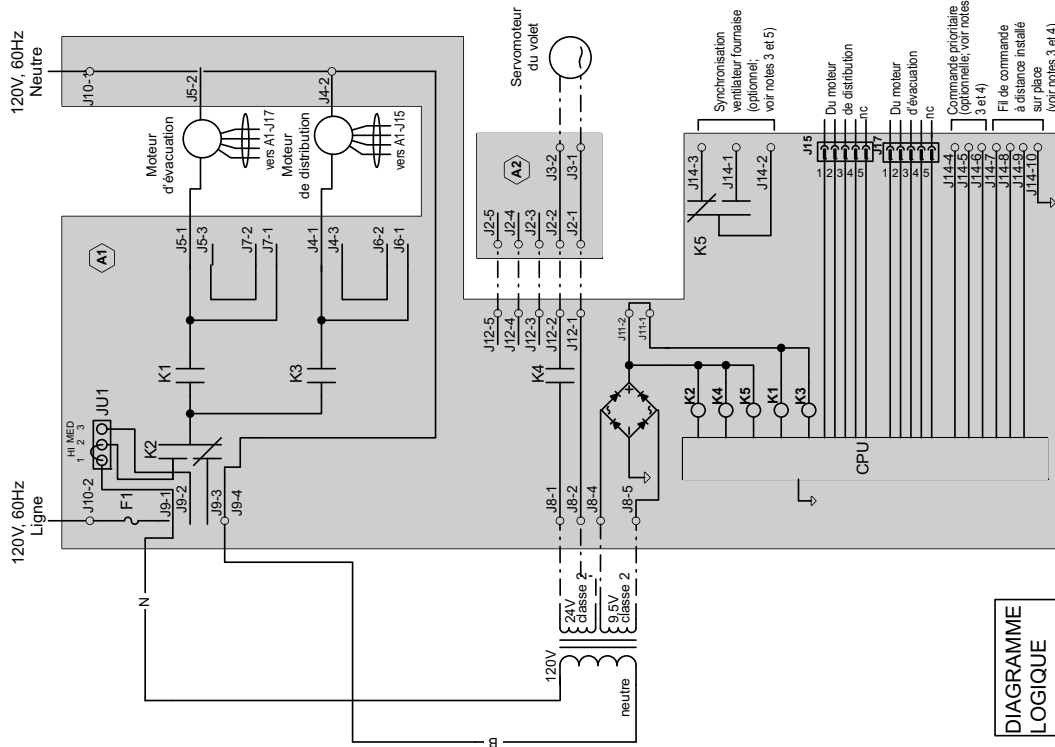 120V, 60Hz
Ligne
120V, 60Hz
Neutre
J10-2
F1
J10-1
A1
HI MED
1 2 3
JU1
J9-1
J9-2
J9-3
J9-4
K2
K1
K3
J5-1
J5-3
J7-2
J7-1
J4-1
J4-3
J6-2
J6-1
J5-2
J4-2
Moteur
d'évacuation
vers A1-J17
Moteur
de distribution
vers A1-J15
N
B
120V
neutre
24V
classe 2
9.5V
classe 2
J8-1
J8-2
J8-4
J8-5
K4
J12-5
J12-4
J12-3
J12-2
J12-1
J2-5
J2-4
J2-3
J2-2
J2-1
A2
J3-2
J3-1
Servomoteur
du volet
J11-2
J11-1
K2
K4
K5
K1
K3
CPU
K5
J14-3
J14-1
J14-2
Synchronisation
ventilateur fournaise
(optionnel;
voir notes 3 et 5)
J15
1
2
3
4
5
Du moteur
de distribution
nc
J17
1
2
3
4
5
Du moteur
d'évacuation
nc
J14-4
J14-5
J14-6
J14-7
J14-8
J14-9
J14-10
Commande prioritaire
(optionnelle; voir notes
3 et 4)
Fil de commande
à distance installé
sur place
(voir notes 3 et 4)
DIAGRAMME
LOGIQUE